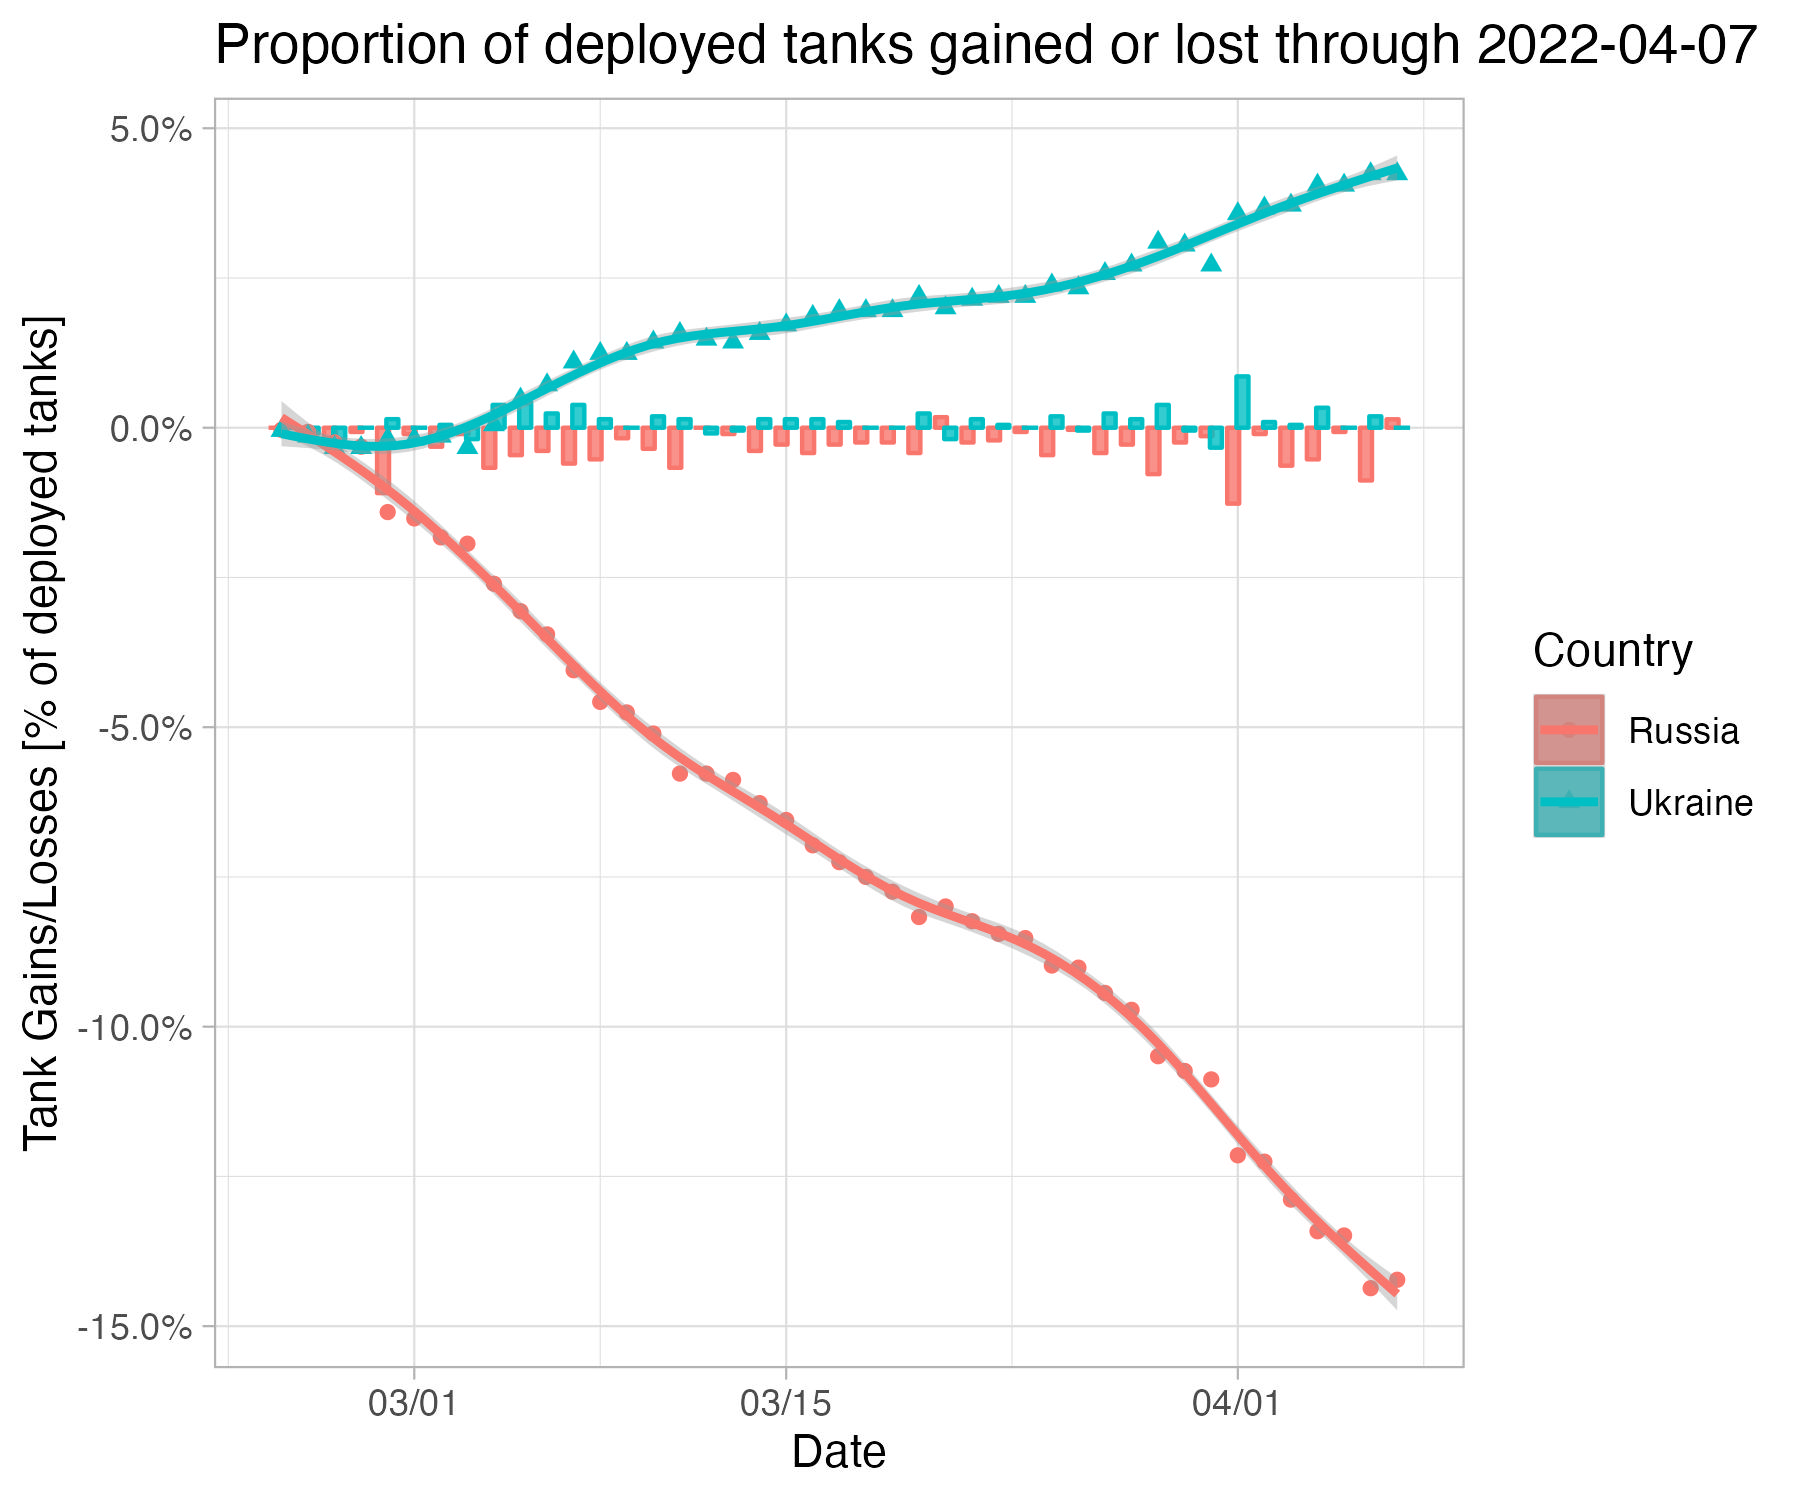 Proportion of deployed tanks gained or lost through 2022-04-07
Tank Gains/Losses [% of deployed tanks]
5.0%
0.0%
-5.0%
-10.0%
-15.0%
03/01
03/15
04/01
Date
Country
Russia
Ukraine